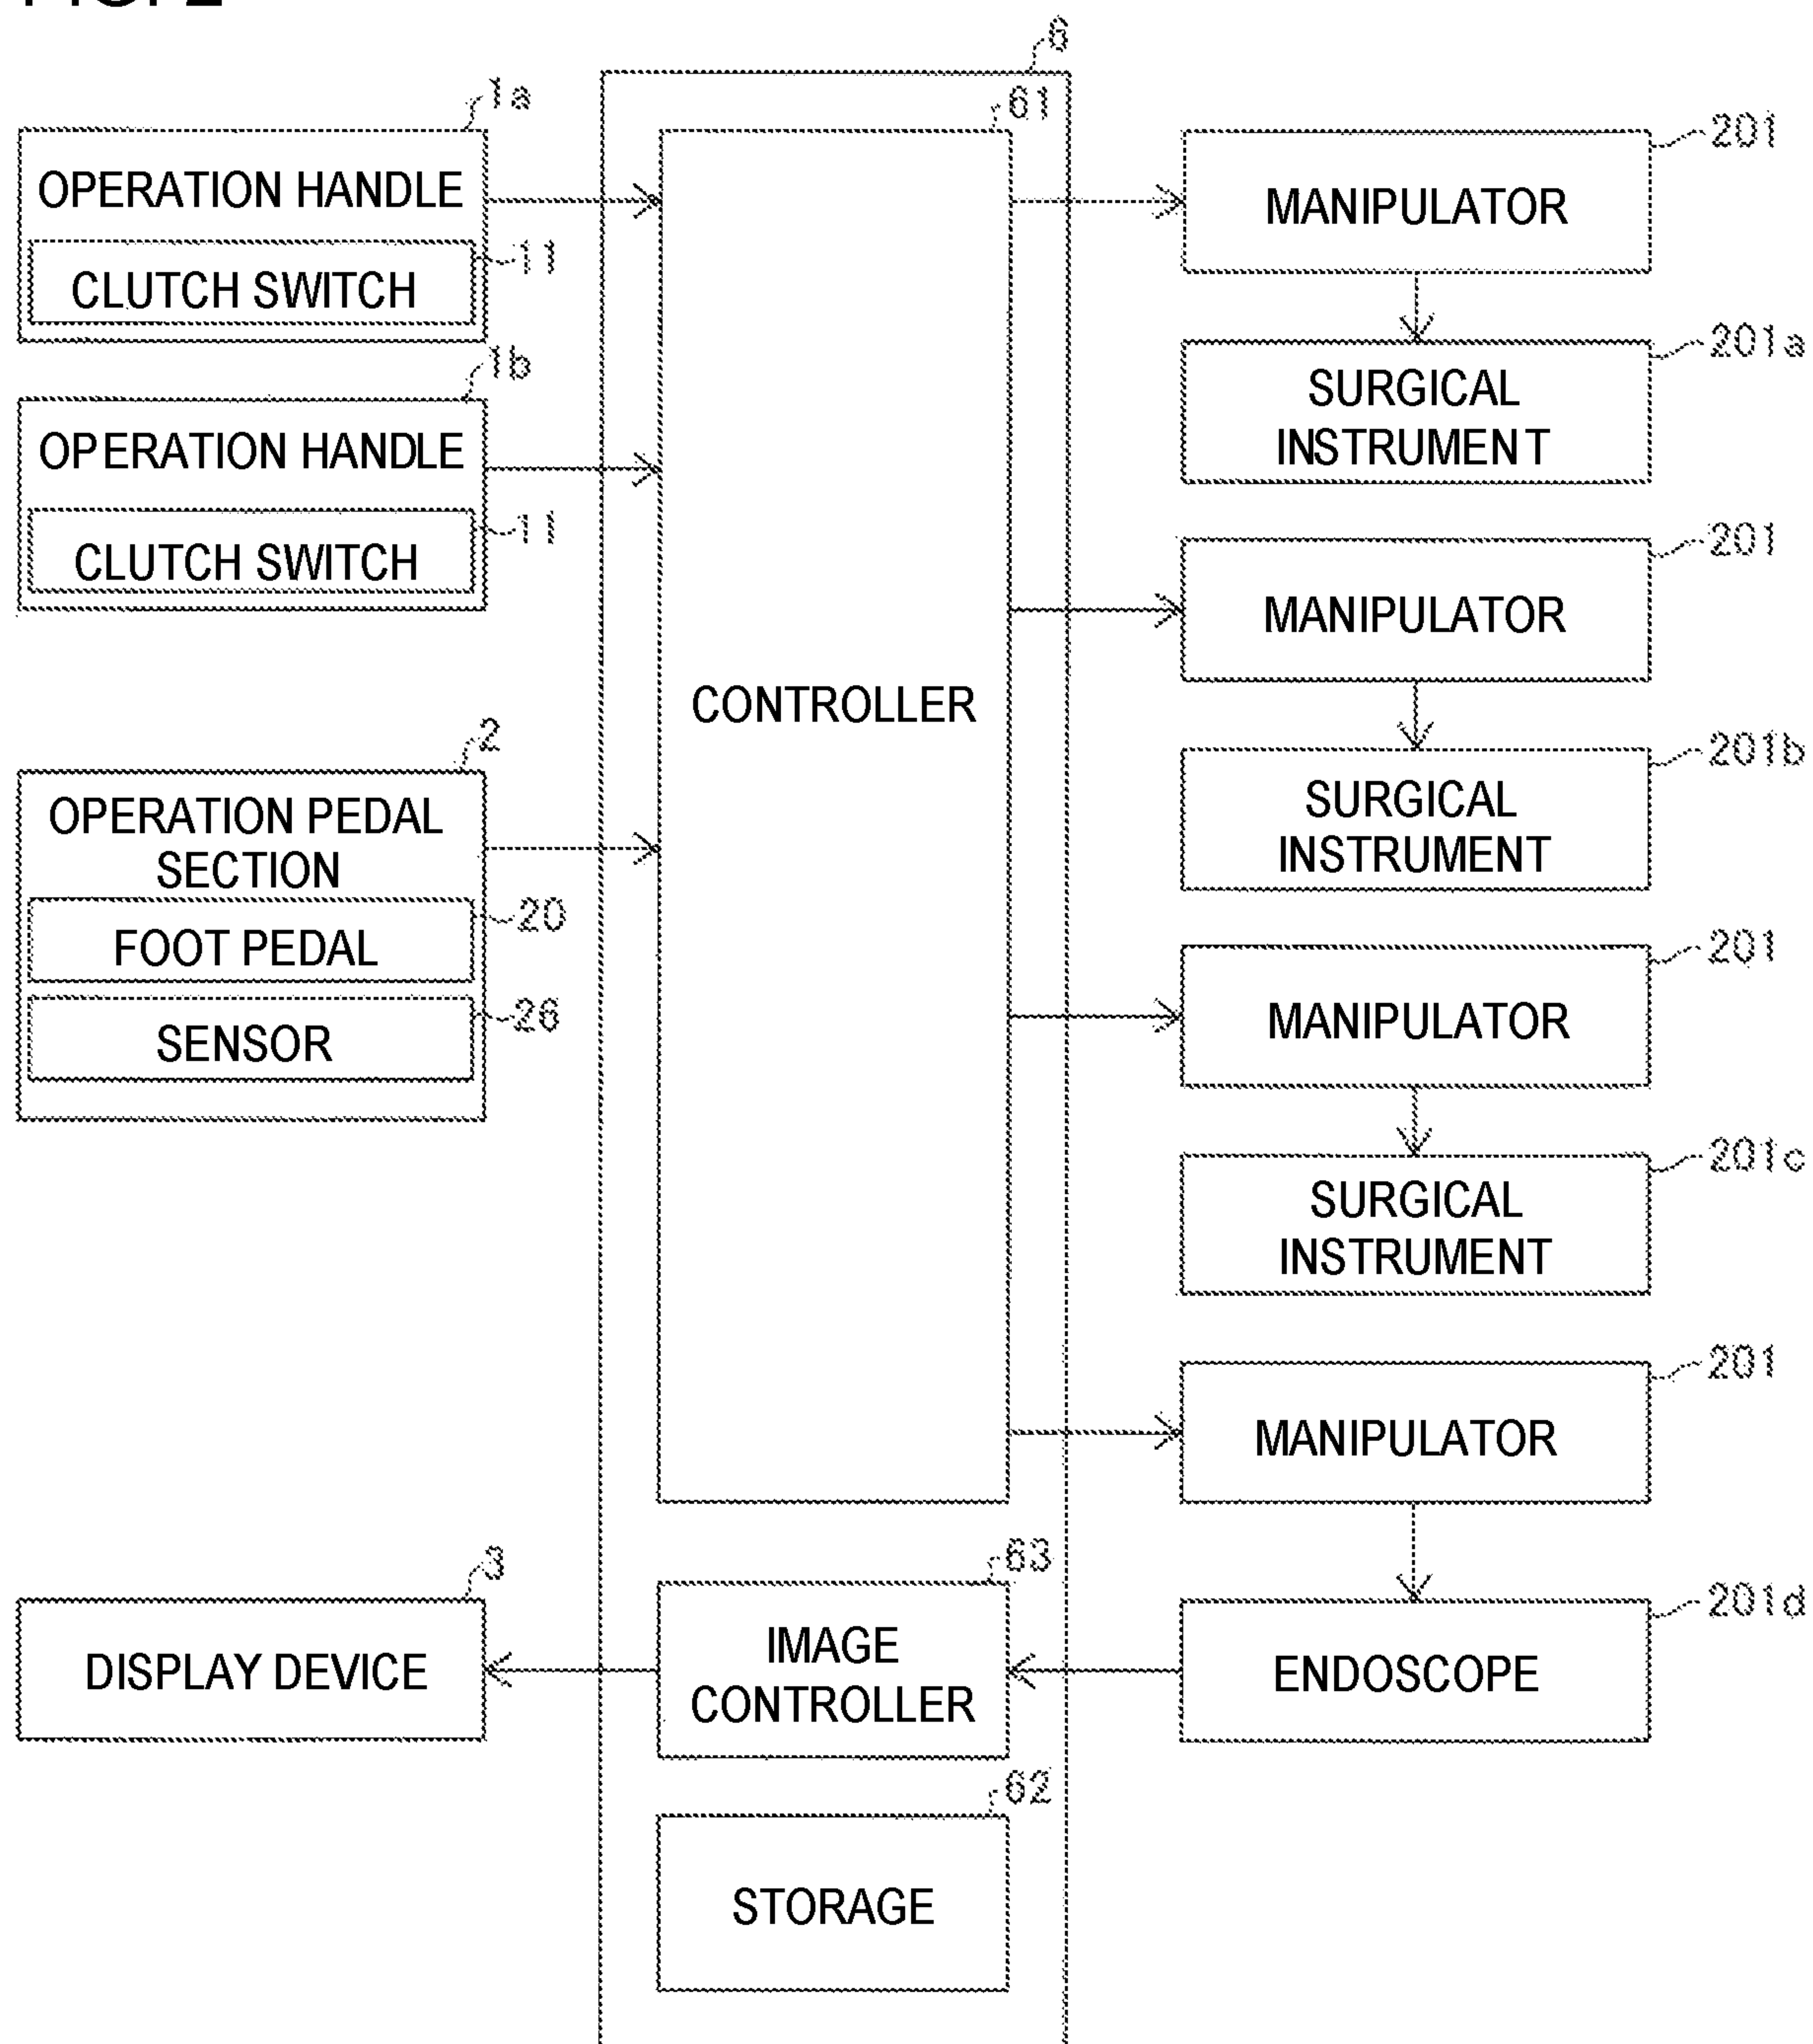 6
1a
OPERATION HANDLE
11
CLUTCH SWITCH
1b
OPERATION HANDLE
11
CLUTCH SWITCH
2
OPERATION PEDAL
SECTION
20
FOOT PEDAL
26
SENSOR
3
DISPLAY DEVICE
61
CONTROLLER
63
IMAGE
CONTROLLER
62
STORAGE
201
MANIPULATOR
201a
SURGICAL
INSTRUMENT
201
MANIPULATOR
201b
SURGICAL
INSTRUMENT
201
MANIPULATOR
201c
SURGICAL
INSTRUMENT
201
MANIPULATOR
201d
ENDOSCOPE